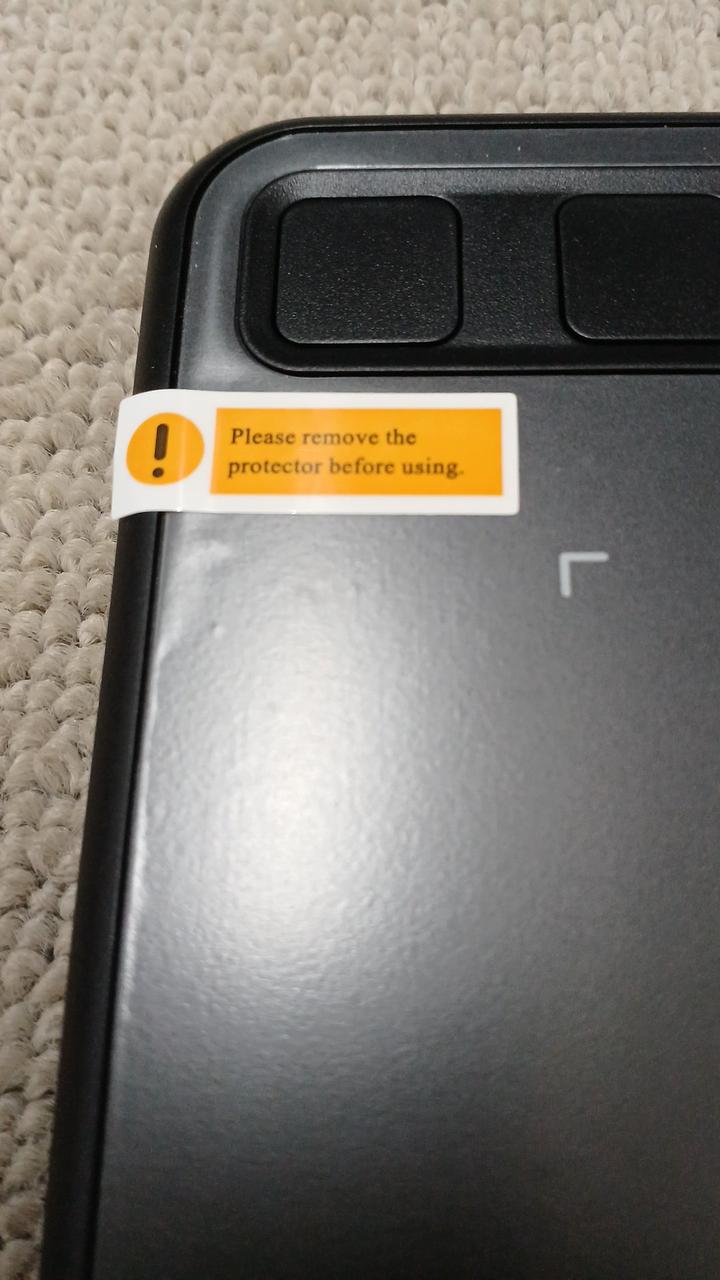 Please remove the
protector before using.